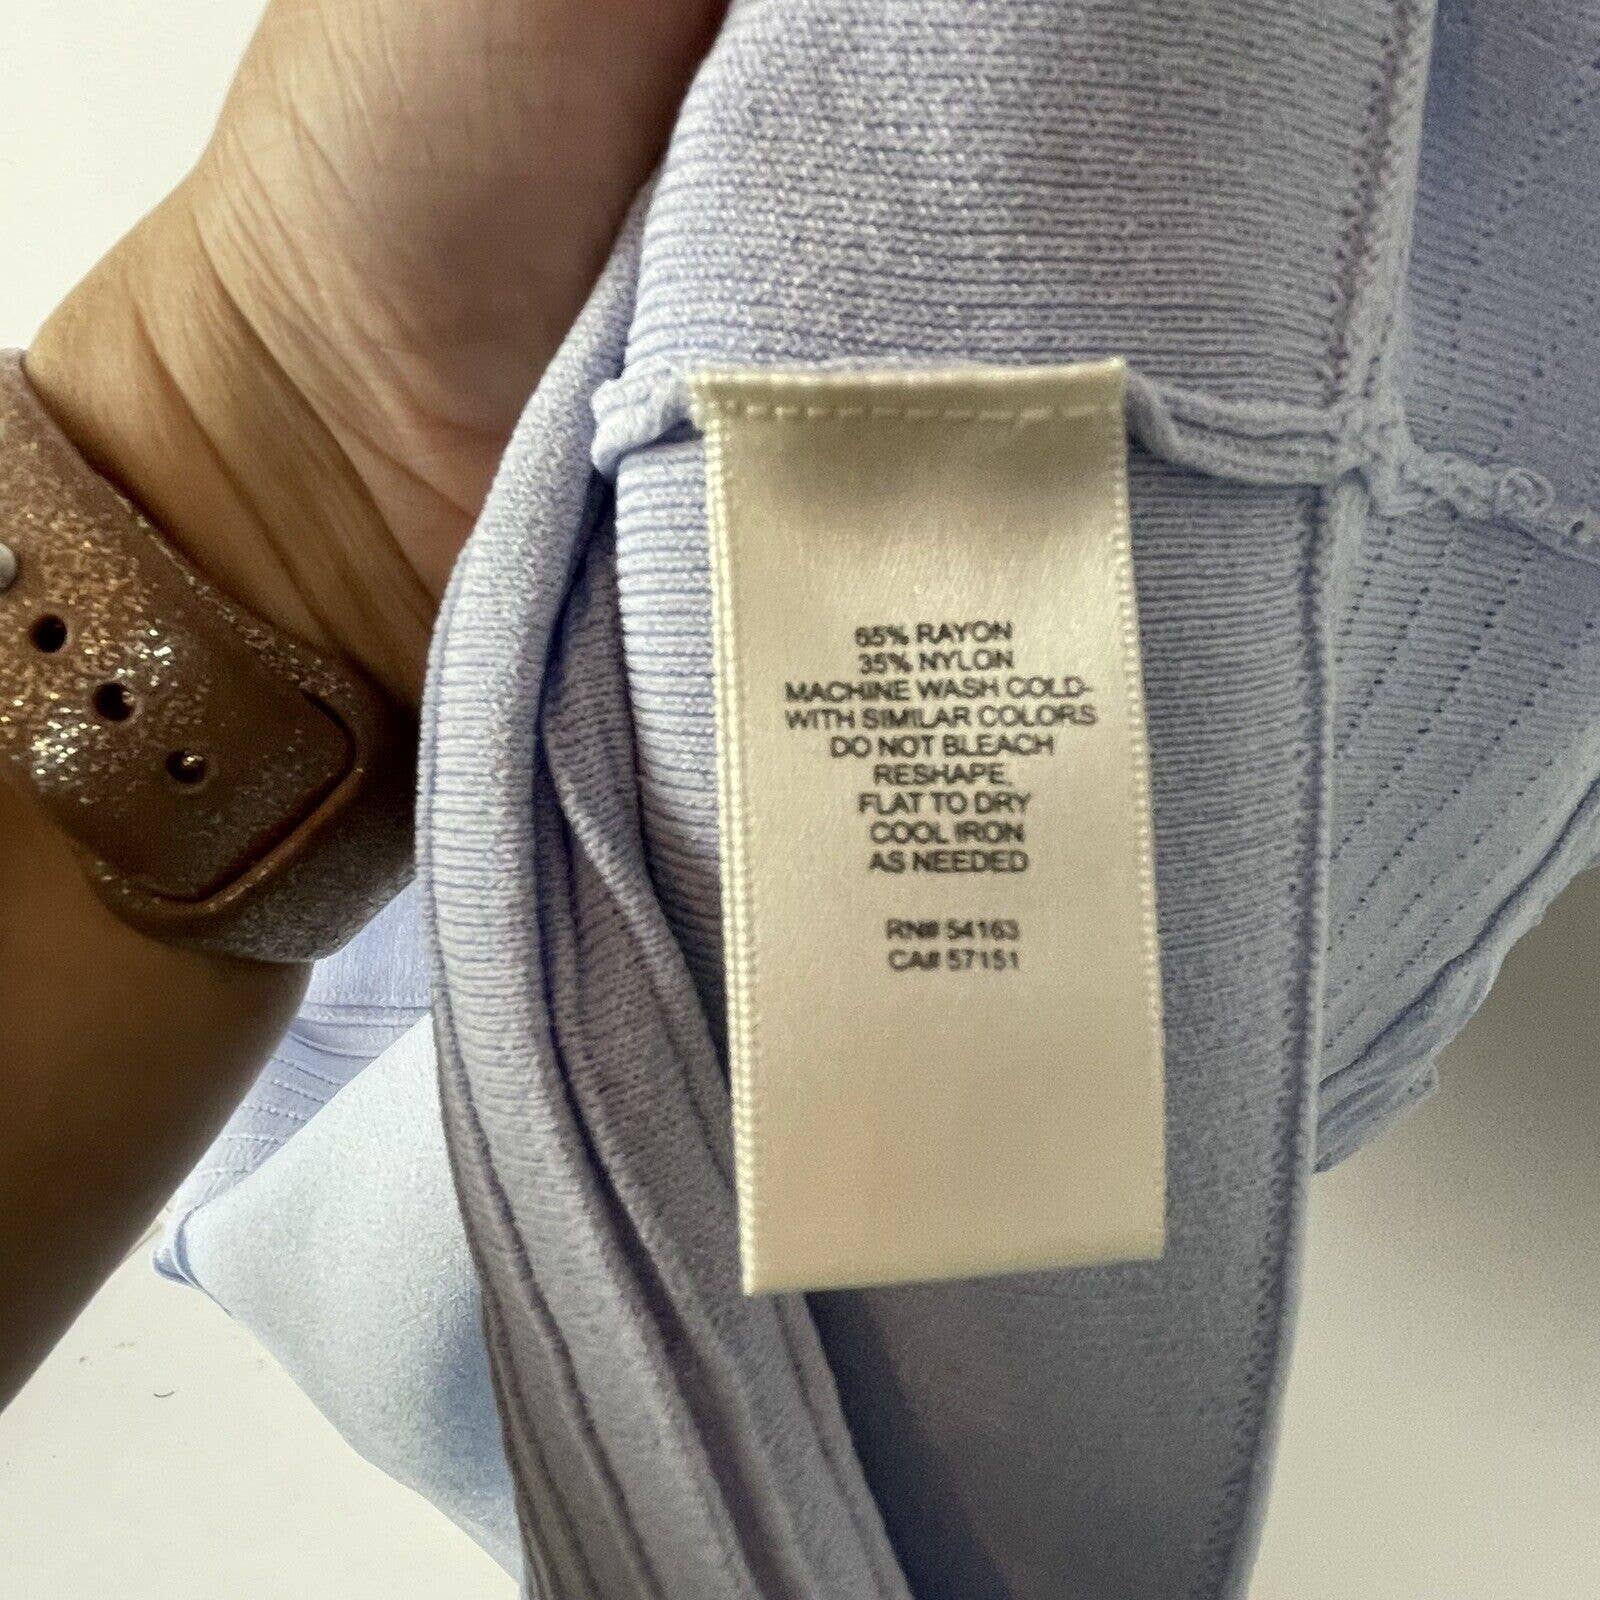 65% RAYON
35% NYLON
MACHINE WASH COLD-
WITH SIMILAR COLORS
DO NOT BLEACH
RESHAPE,
FLAT TO DRY
COOL IRON
AS NEEDED
RN# 54163
CA# 57151